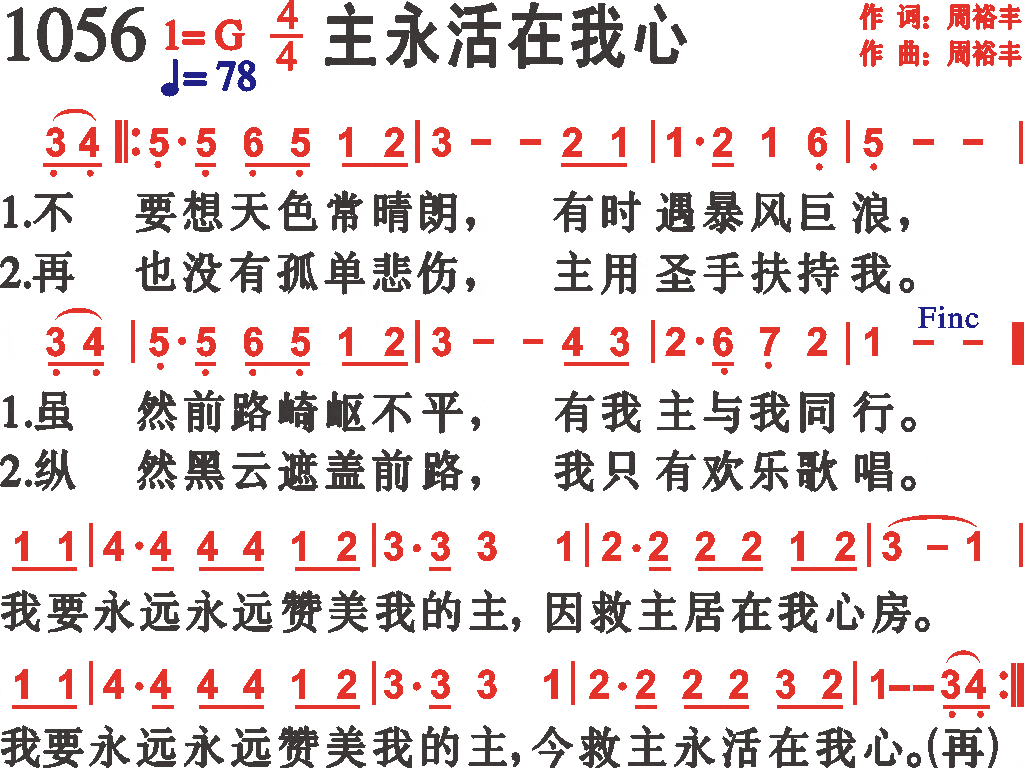 1056 1=G 4/4 主永活在我心 作 词：周裕丰
♩=78 作 曲：周裕丰
3 4 ‖: 5 · 5 6 5 1 2 | 3 – – 2 1 | 1 · 2 1 6 | 5 – – |
1.不 要想天色常晴朗， 有时遇暴风巨浪，
2.再 也没有孤单悲伤， 主用圣手扶持我。
Finc
3 4 | 5 · 5 6 5 1 2 | 3 – – 4 3 | 2 · 6 7 2 | 1 – –
1.虽 然前路崎岖不平， 有我主与我同行。
2.纵 然黑云遮盖前路， 我只有欢乐歌唱。
1 1 | 4 · 4 4 4 1 2 | 3 · 3 3 1 | 2 · 2 2 2 1 2 | 3 – 1 |
我要永远永远赞美我的主，因救主居在我心房。
1 1 | 4 · 4 4 4 1 2 | 3 · 3 3 1 | 2 · 2 2 2 3 2 | 1 – – 3 4 :‖
我要永远永远赞美我的主，今救主永活在我心。(再)